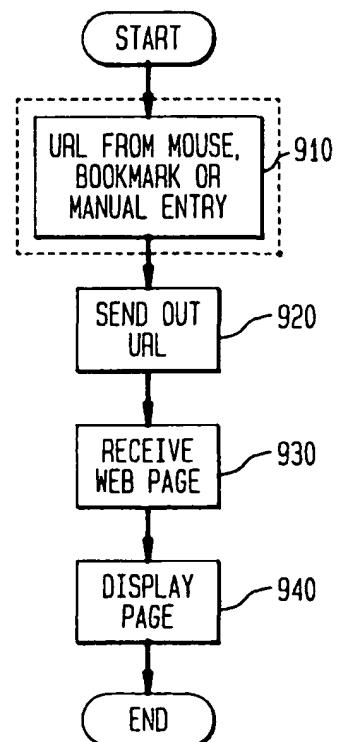 START
URL FROM MOUSE,
BOOKMARK OR
MANUAL ENTRY
910
SEND OUT
URL
920
RECEIVE
WEB PAGE
930
DISPLAY
PAGE
940
END